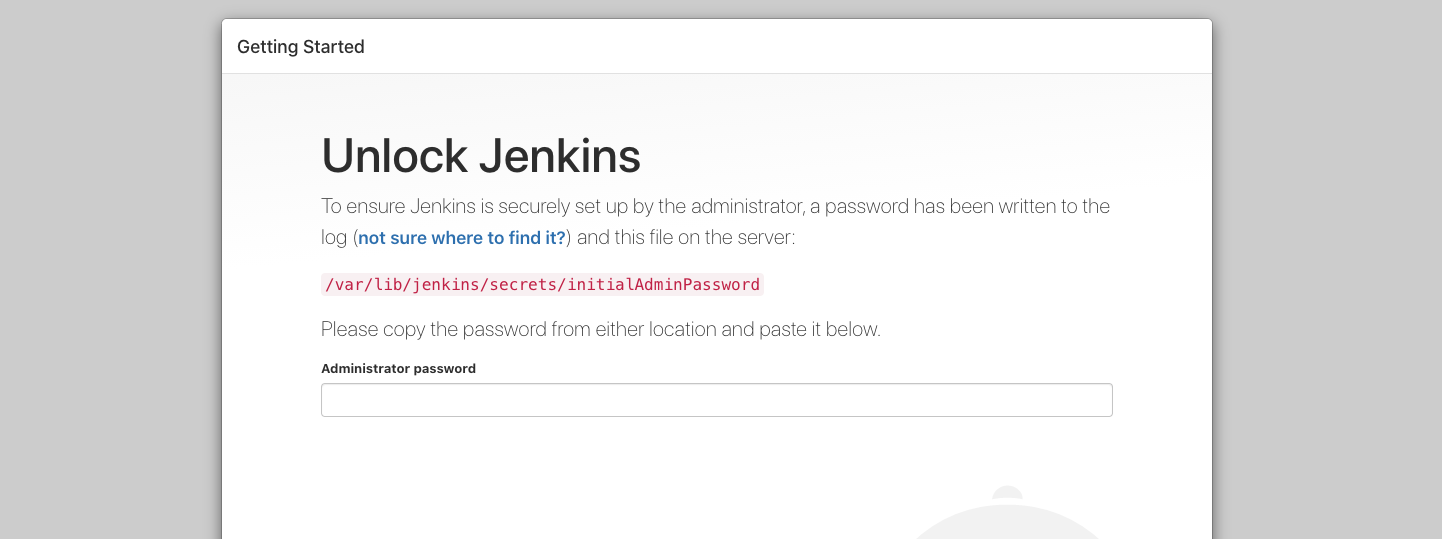 Getting Started
Unlock Jenkins
To ensure Jenkins is securely set up by the administrator, a password has been written to the
log (not sure where to find it?) and this file on the server:
/var/lib/jenkins/secrets/initialAdminPassword
Please copy the password from either location and paste it below.
Administrator password